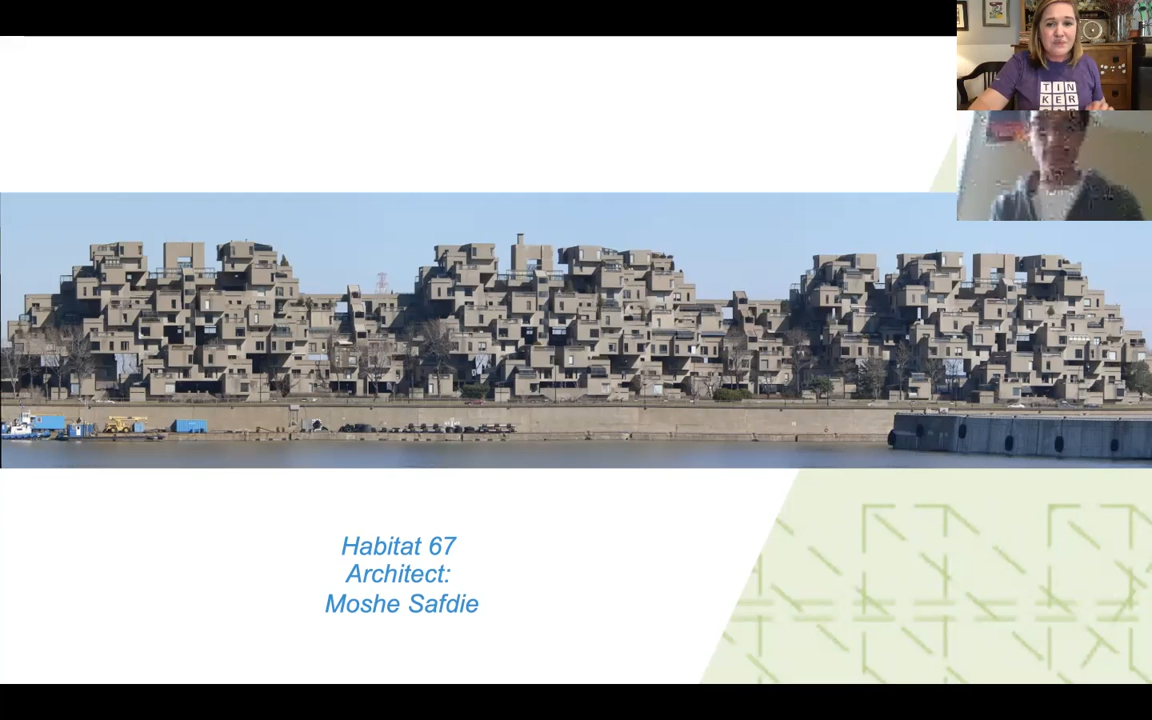 TIN
KER
Habitat 67
Architect:
Moshe Safdie